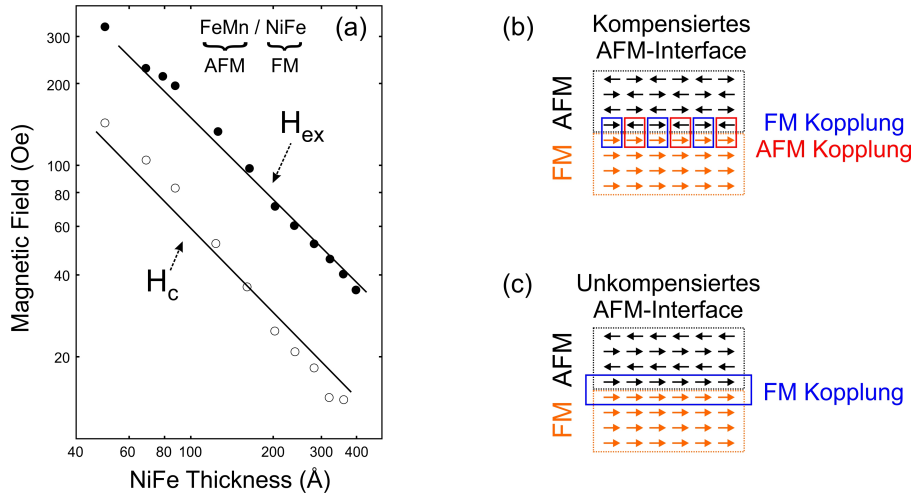 (a)
FeMn / NiFe
AFM FM
300
200
100
80
60
40
20
Magnetic Field (Oe)
H_ex
H_c
40 60 80 100 200 300 400
NiFe Thickness (Å)
(b)
Kompensiertes
AFM-Interface
AFM
FM
FM Kopplung
AFM Kopplung
(c)
Unkompensiertes
AFM-Interface
AFM
FM
FM Kopplung